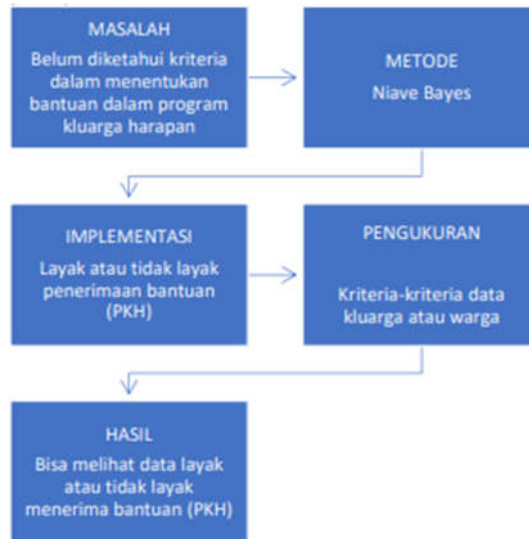 MASALAH
Belum diketahui kriteria
dalam menentukan
bantuan dalam program
kluarga harapan
METODE
Niave Bayes
IMPLEMENTASI
Layak atau tidak layak
penerimaan bantuan
(PKH)
PENGUKURAN
Kriteria-kriteria data
kluarga atau warga
HASIL
Bisa melihat data layak
atau tidak layak
menerima bantuan (PKH)